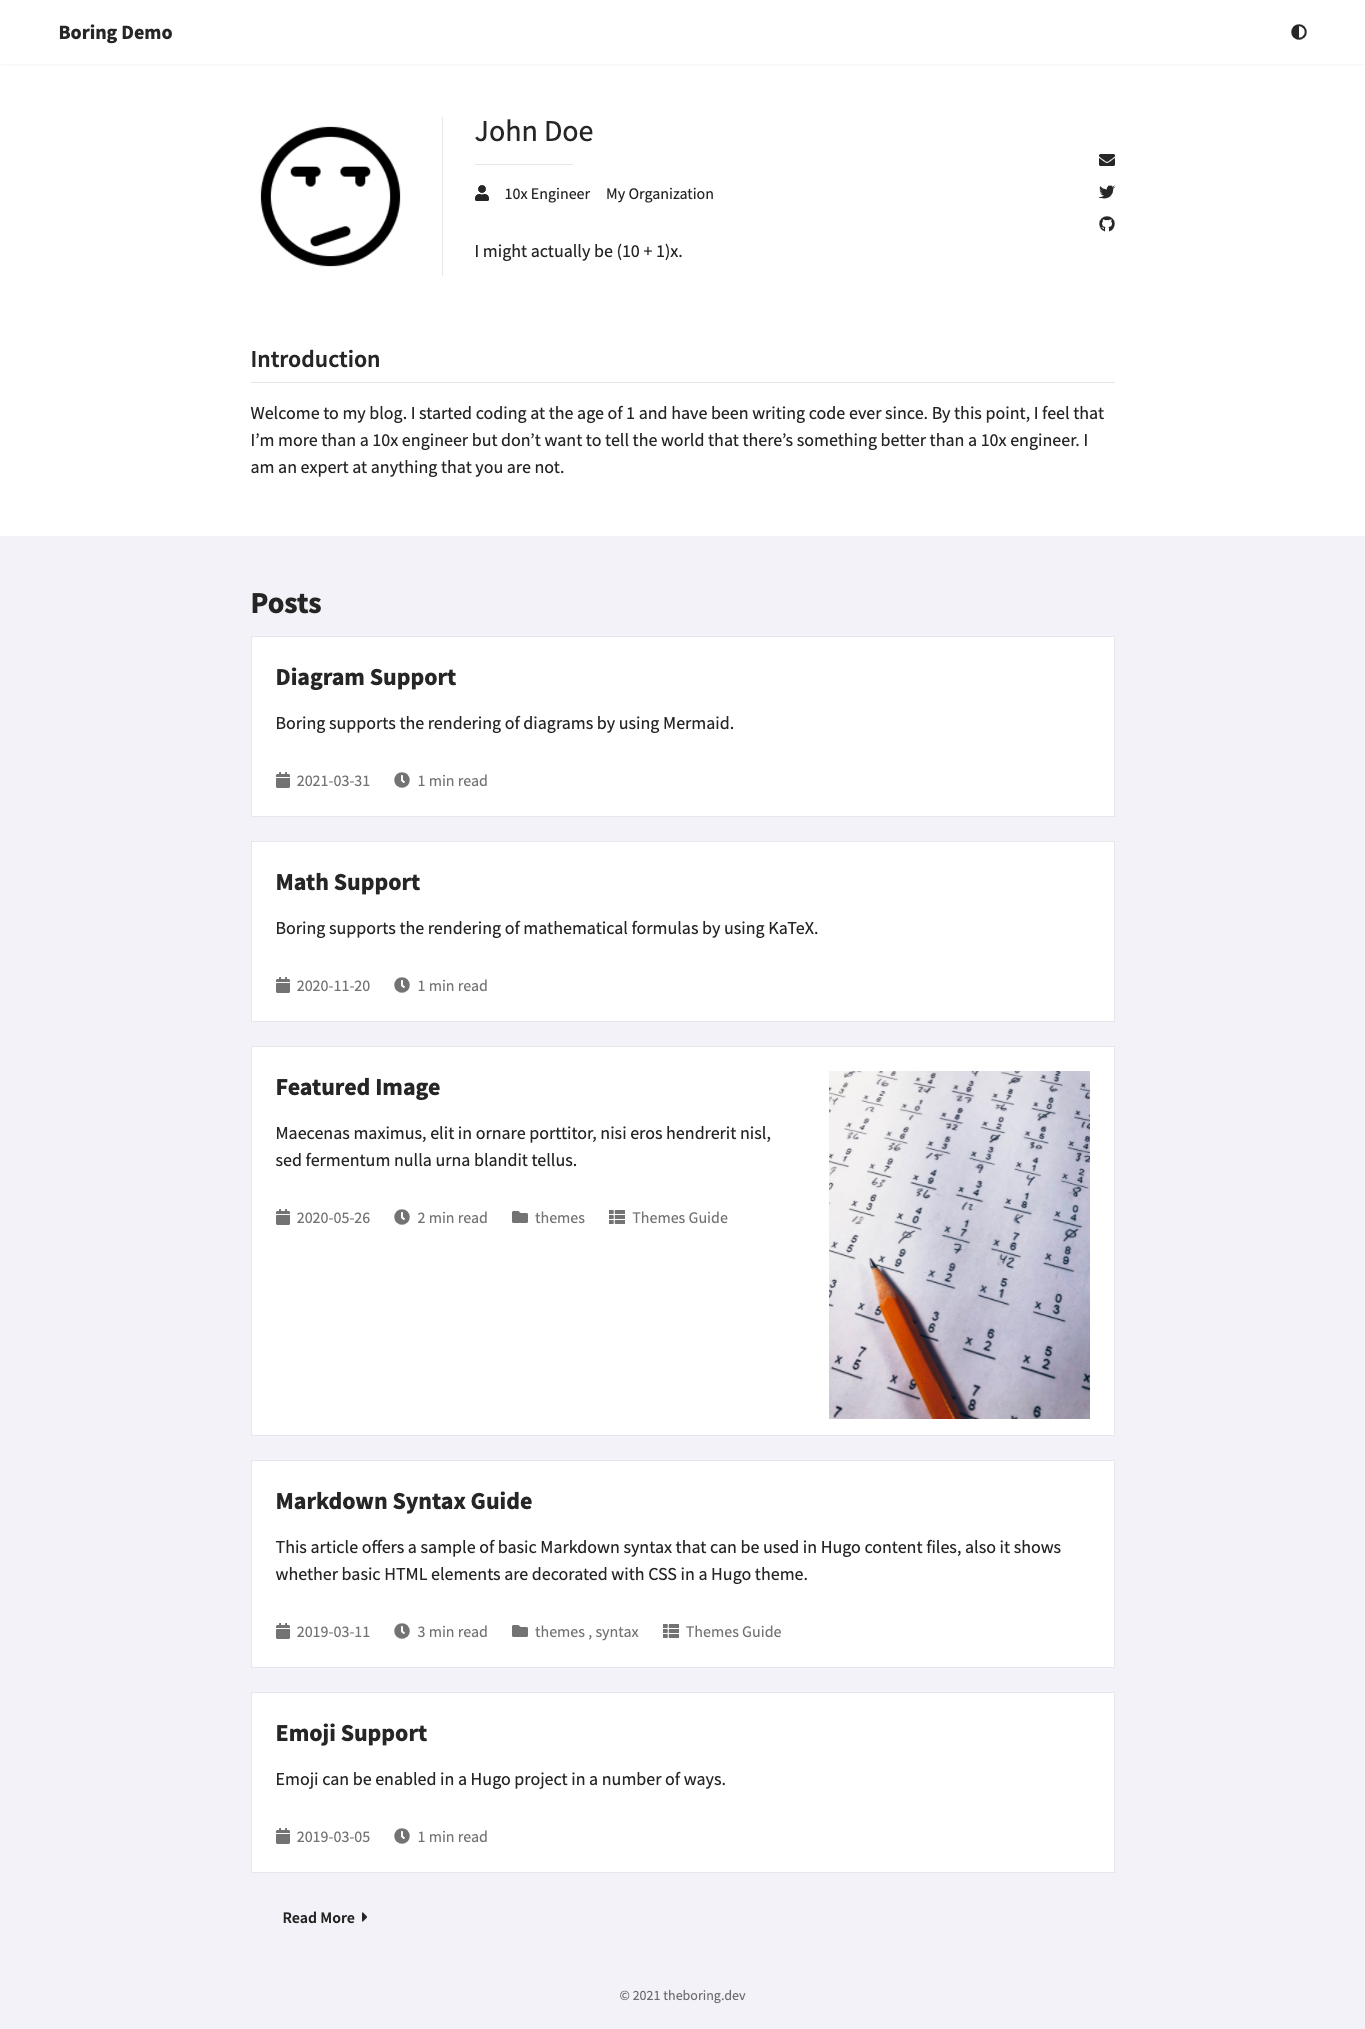 Boring Demo
John Doe
10x Engineer My Organization
I might actually be (10 + 1)x.
Introduction
Welcome to my blog. I started coding at the age of 1 and have been writing code ever since. By this point, I feel that
I’m more than a 10x engineer but don’t want to tell the world that there’s something better than a 10x engineer. I
am an expert at anything that you are not.
Posts
Diagram Support
Boring supports the rendering of diagrams by using Mermaid.
2021-03-31 1 min read
Math Support
Boring supports the rendering of mathematical formulas by using KaTeX.
2020-11-20 1 min read
Featured Image
Maecenas maximus, elit in ornare porttitor, nisi eros hendrerit nisl,
sed fermentum nulla urna blandit tellus.
2020-05-26 2 min read themes Themes Guide
Markdown Syntax Guide
This article offers a sample of basic Markdown syntax that can be used in Hugo content files, also it shows
whether basic HTML elements are decorated with CSS in a Hugo theme.
2019-03-11 3 min read themes , syntax Themes Guide
Emoji Support
Emoji can be enabled in a Hugo project in a number of ways.
2019-03-05 1 min read
Read More
© 2021 theboring.dev